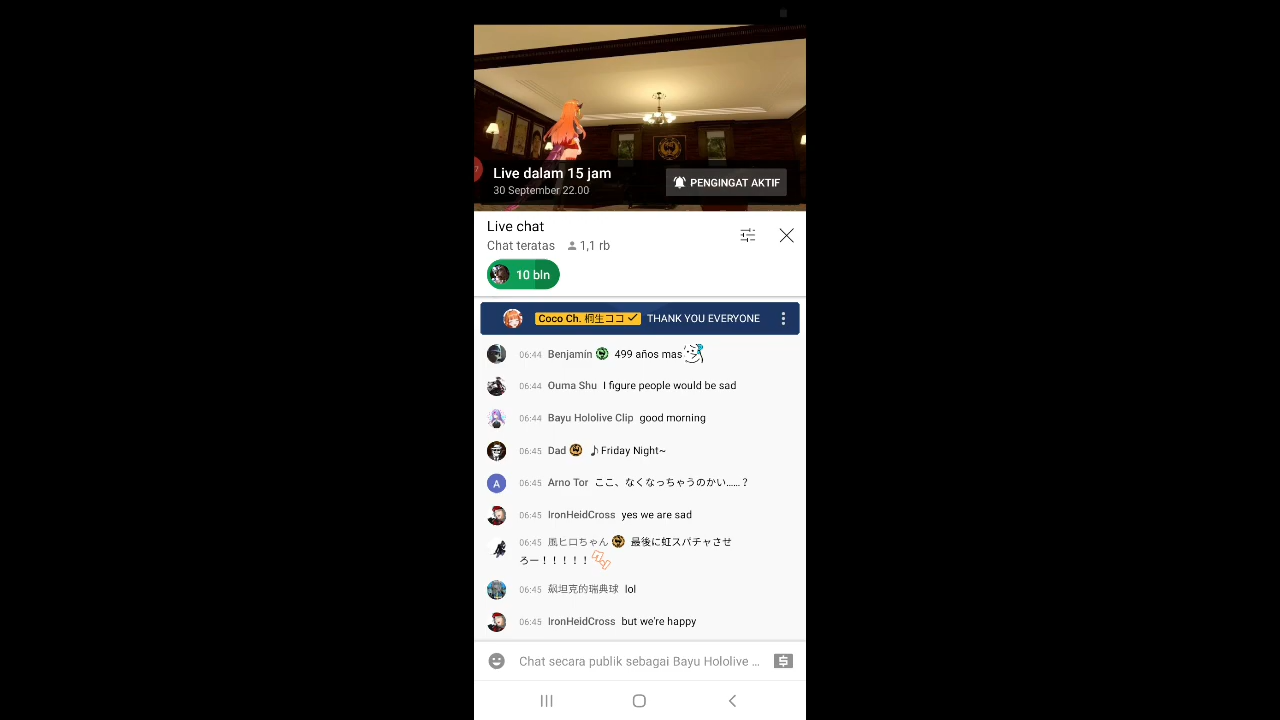 Live dalam 15 jam
30 September 22.00
PENGINGAT AKTIF
Live chat
Chat teratas 1,1 rb
10 bln
Coco Ch. 桐生ココ THANK YOU EVERYONE
06:44 Benjamín 499 años mas
06:44 Ouma Shu I figure people would be sad
06:44 Bayu Hololive Clip good morning
06:45 Dad ♪Friday Night~
A 06:45 Arno Tor ここ、なくなっちゃうのかい......？
06:45 IronHeidCross yes we are sad
06:45 風ヒロちゃん 最後に虹スパチャさせ
ろー！！！！！
06:45 飙坦克的瑞典球 lol
06:45 IronHeidCross but we're happy
Chat secara publik sebagai Bayu Hololive ...